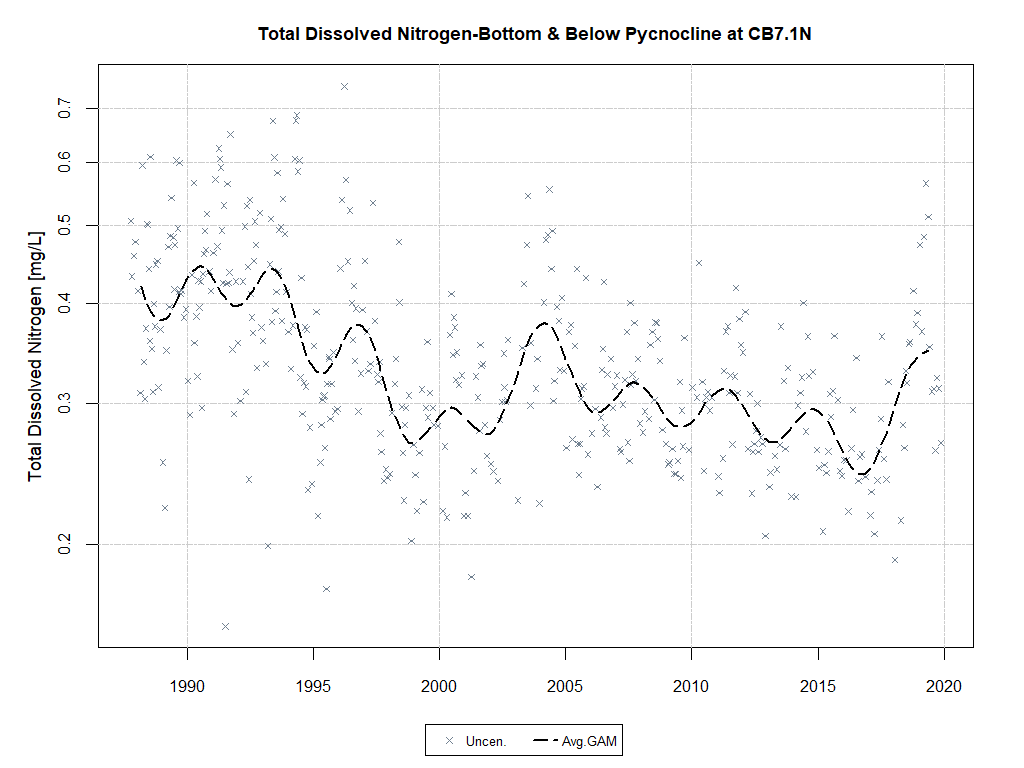 Total Dissolved Nitrogen-Bottom & Below Pycnocline at CB7.1N
Total Dissolved Nitrogen [mg/L]
0.7
0.6
0.5
0.4
0.3
0.2
1990 1995 2000 2005 2010 2015 2020
Uncen. Avg.GAM